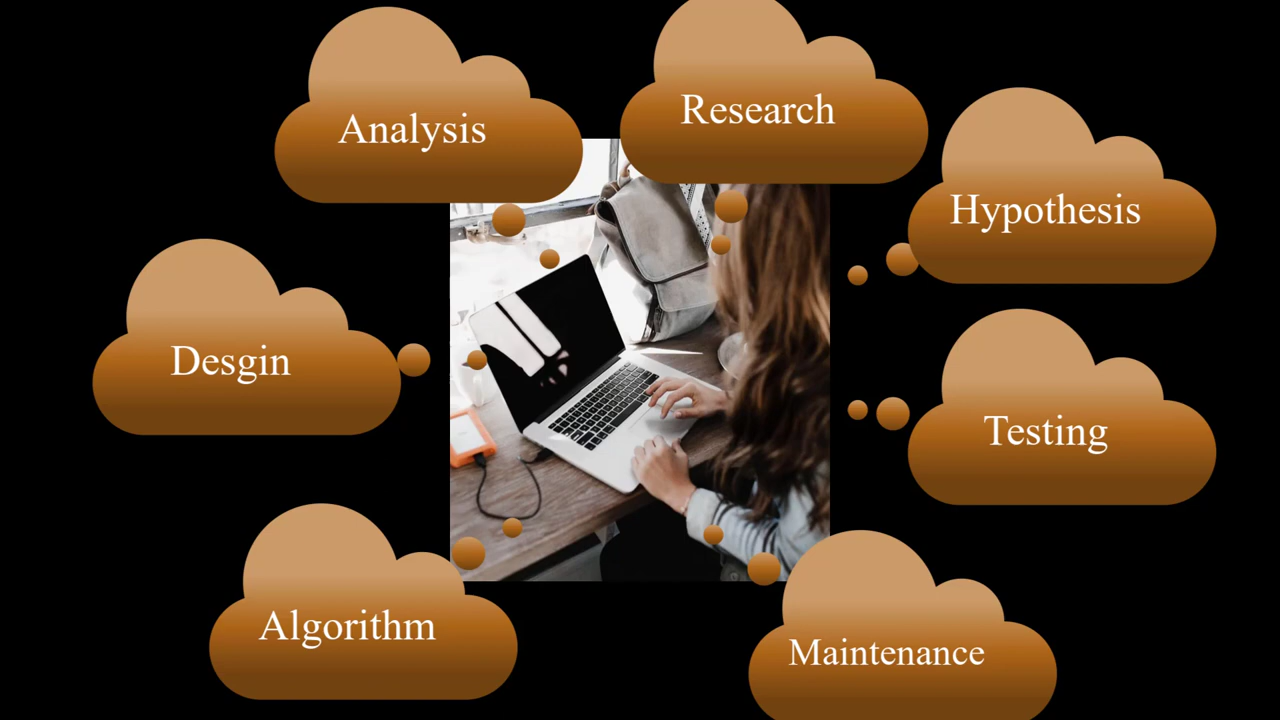 Analysis
Research
Hypothesis
Desgin
Testing
Algorithm
Maintenance